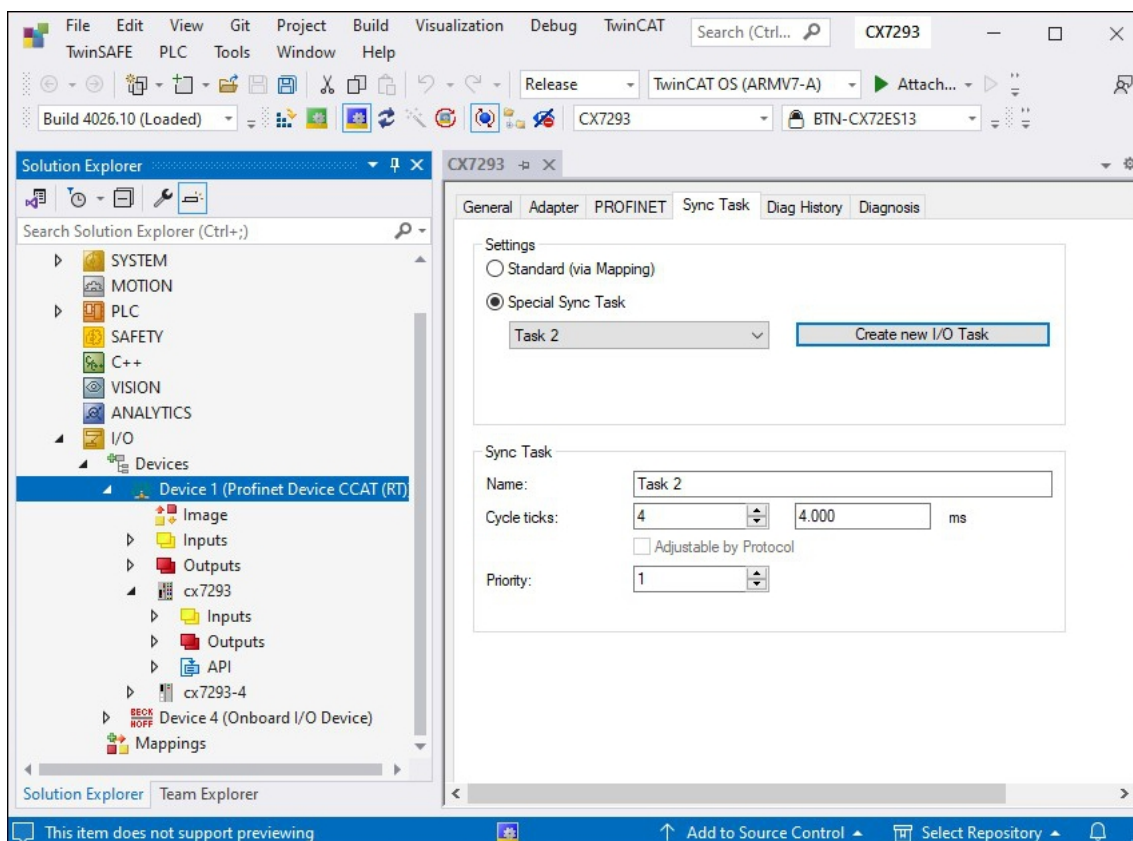 File Edit View Git Project Build Visualization Debug TwinCAT Search (Ctrl... CX7293
TwinSAFE PLC Tools Window Help
Release TwinCAT OS (ARMV7-A) Attach...
Build 4026.10 (Loaded) CX7293 BTN-CX72ES13
Solution Explorer
Search Solution Explorer (Ctrl+;)
SYSTEM
MOTION
PLC
SAFETY
C++
VISION
ANALYTICS
I/O
Devices
Device 1 (Profinet Device CCAT (RT)
Image
Inputs
Outputs
cx7293
Inputs
Outputs
API
cx7293-4
BECK
HOFF
Device 4 (Onboard I/O Device)
Mappings
Solution Explorer Team Explorer
CX7293
General Adapter PROFINET Sync Task Diag History Diagnosis
Settings
Standard (via Mapping)
Special Sync Task
Task 2 Create new I/O Task
Sync Task
Name: Task 2
Cycle ticks: 4 4.000 ms
Adjustable by Protocol
Priority: 1
This item does not support previewing Add to Source Control Select Repository